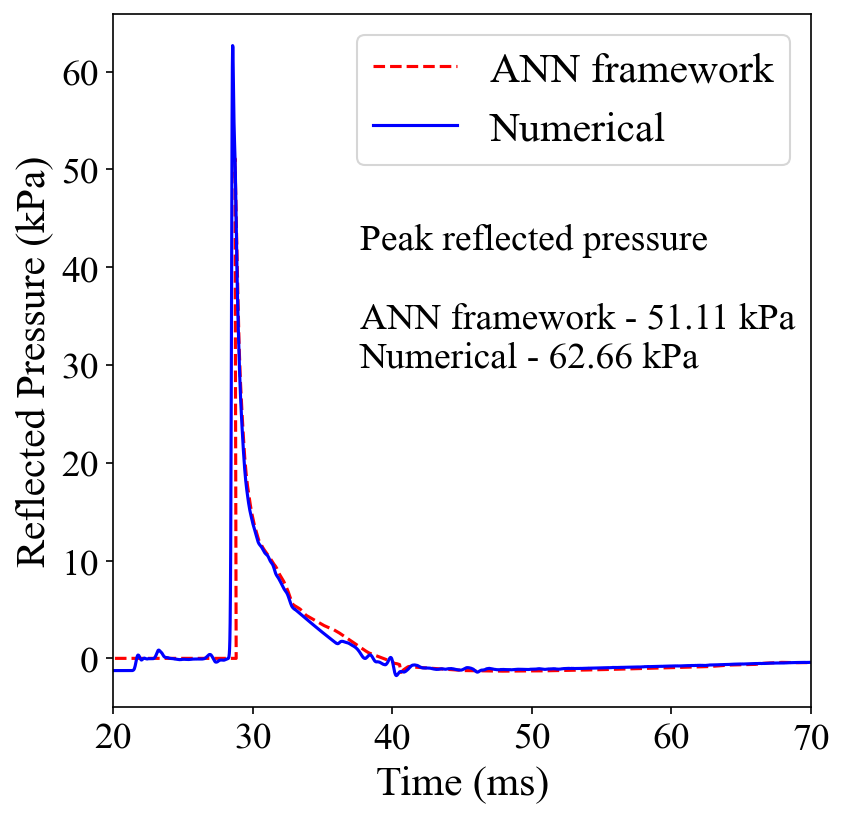 ANN framework
Numerical
Peak reflected pressure
ANN framework - 51.11 kPa
Numerical - 62.66 kPa
Reflected Pressure (kPa)
60
50
40
30
20
10
0
20 30 40 50 60 70
Time (ms)